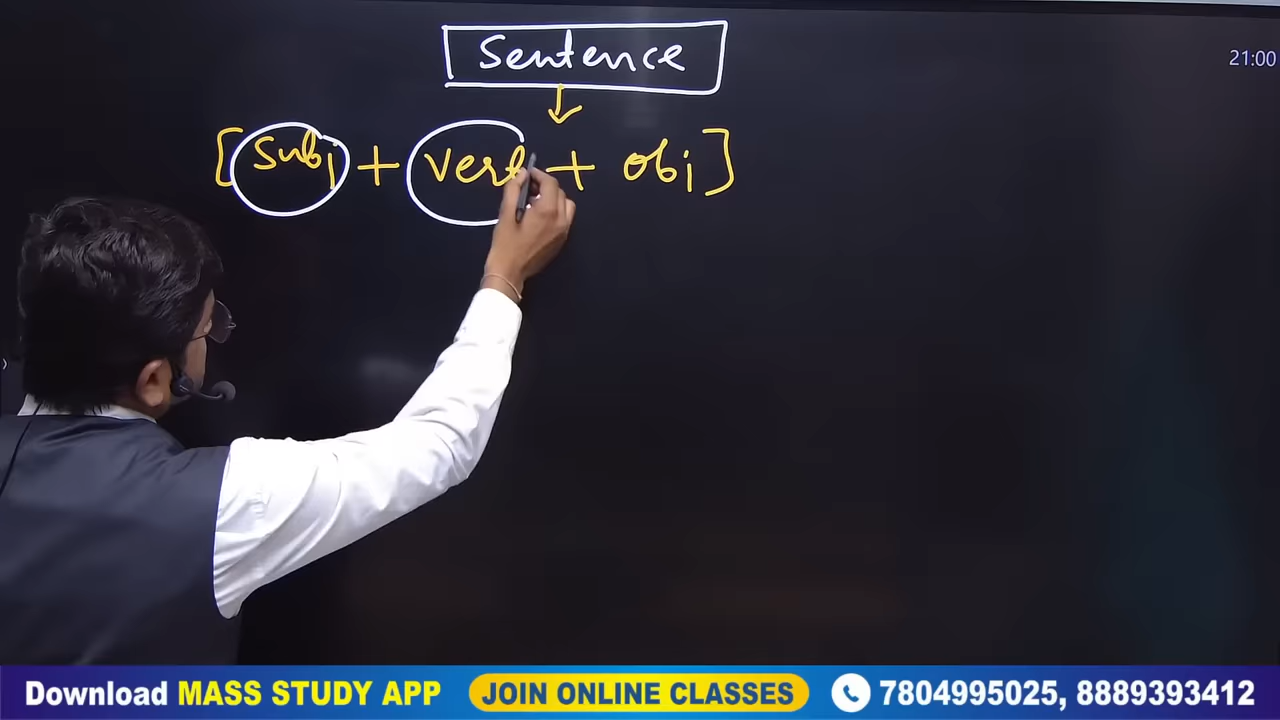 Sentence
21:00
[Subj + verb + obj]
Download MASS STUDY APP JOIN ONLINE CLASSES 7804995025, 8889393412